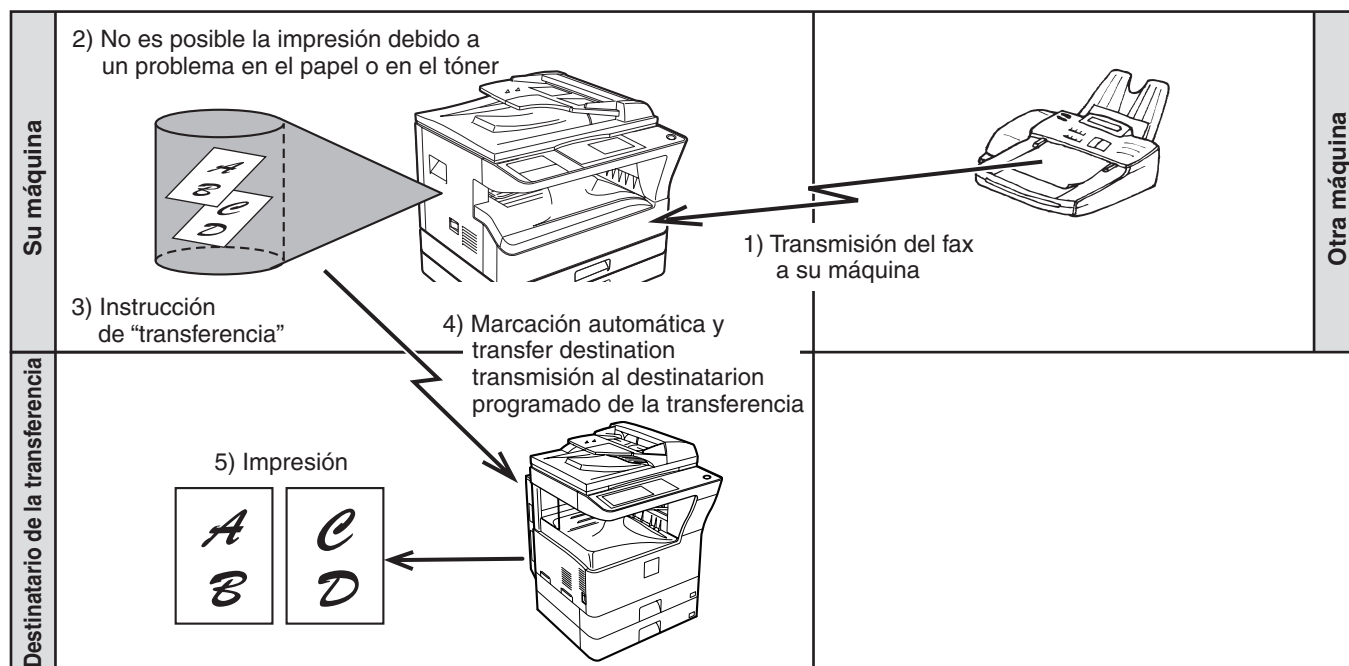 Su máquina
2) No es posible la impresión debido a
un problema en el papel o en el tóner
A
B
C
D
3) Instrucción
de “transferencia”
1) Transmisión del fax
a su máquina
Otra máquina
Destinatario de la transferencia
4) Marcación automática y
transfer destination
transmisión al destinatarion
programado de la transferencia
5) Impresión
A
B
C
D